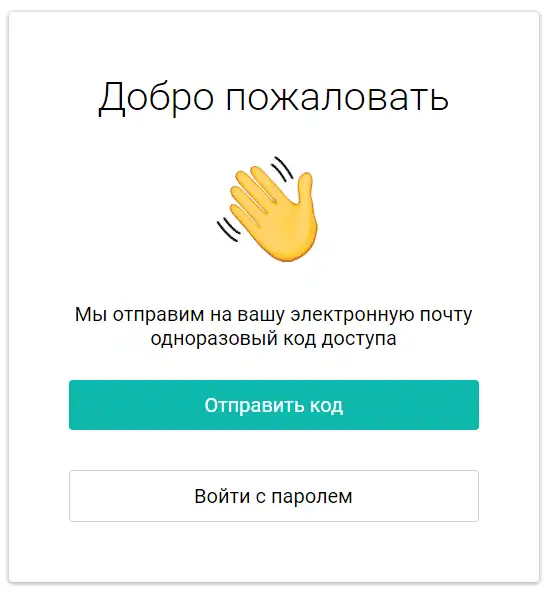 Добро пожаловать
Мы отправим на вашу электронную почту
одноразовый код доступа
Отправить код
Войти с паролем